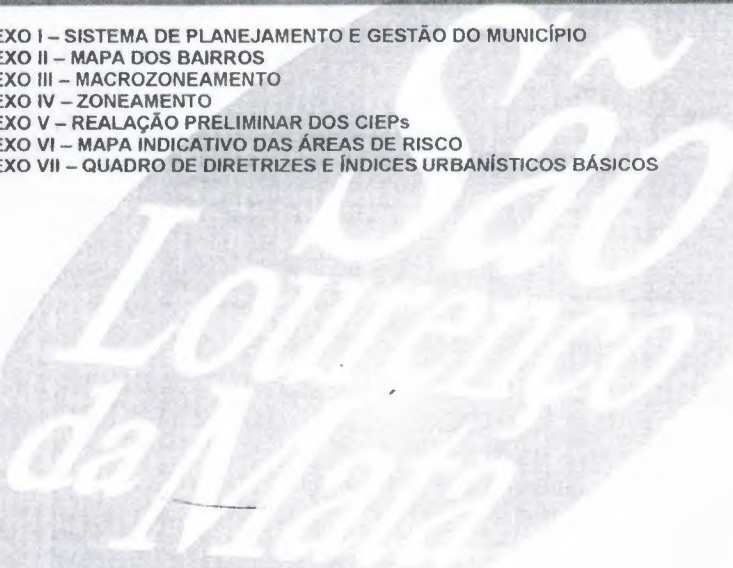 EXO I – SISTEMA DE PLANEJAMENTO E GESTÃO DO MUNICÍPIO
EXO II – MAPA DOS BAIRROS
EXO III – MACROZONEAMENTO
EXO IV – ZONEAMENTO
EXO V – REALAÇÃO PRELIMINAR DOS CIEPs
EXO VI – MAPA INDICATIVO DAS ÁREAS DE RISCO
EXO VII – QUADRO DE DIRETRIZES E ÍNDICES URBANÍSTICOS BÁSICOS
São
Lourenço
da Mata